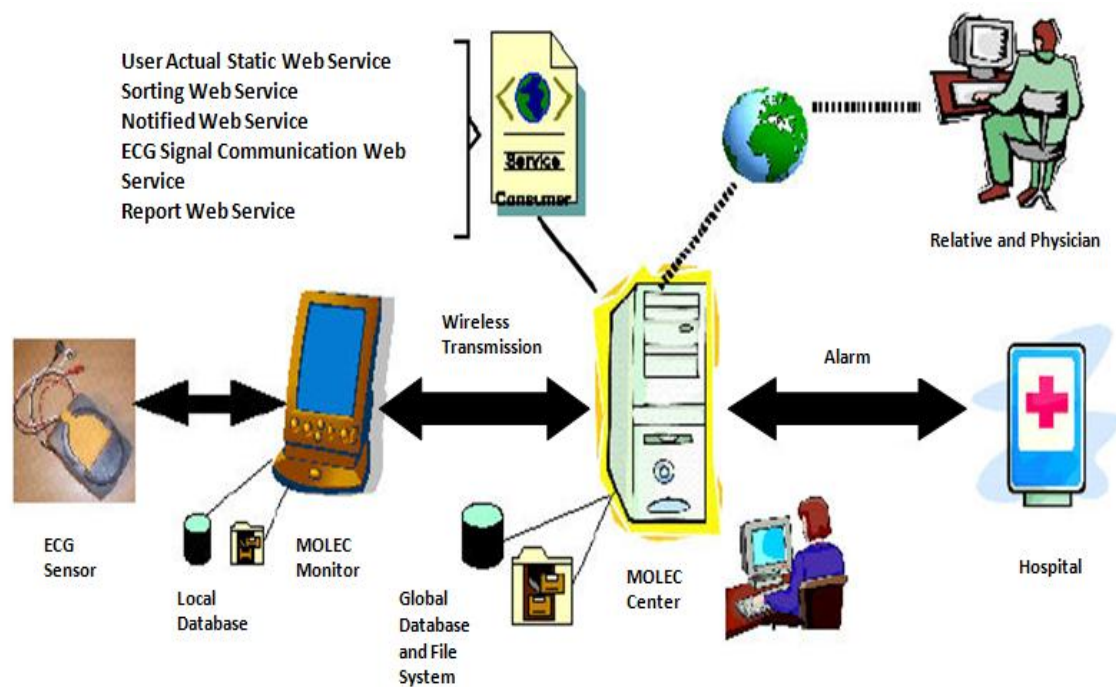 User Actual Static Web Service
Sorting Web Service
Notified Web Service
ECG Signal Communication Web
Service
Report Web Service
Service
Consumer
Relative and Physician
Wireless
Transmission
Alarm
ECG
Sensor
MOLEC
Monitor
Local
Database
Global
Database
and File
System
MOLEC
Center
Hospital